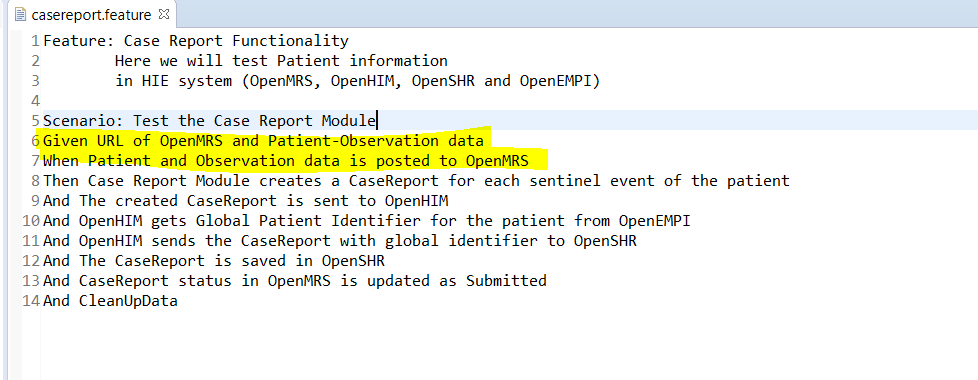 casereport.feature
1 Feature: Case Report Functionality
2 Here we will test Patient information
3 in HIE system (OpenMRS, OpenHIM, OpenSHR and OpenEMPI)
4
5 Scenario: Test the Case Report Module
6 Given URL of OpenMRS and Patient-Observation data
7 When Patient and Observation data is posted to OpenMRS
8 Then Case Report Module creates a CaseReport for each sentinel event of the patient
9 And The created CaseReport is sent to OpenHIM
10 And OpenHIM gets Global Patient Identifier for the patient from OpenEMPI
11 And OpenHIM sends the CaseReport with global identifier to OpenSHR
12 And The CaseReport is saved in OpenSHR
13 And CaseReport status in OpenMRS is updated as Submitted
14 And CleanUpData